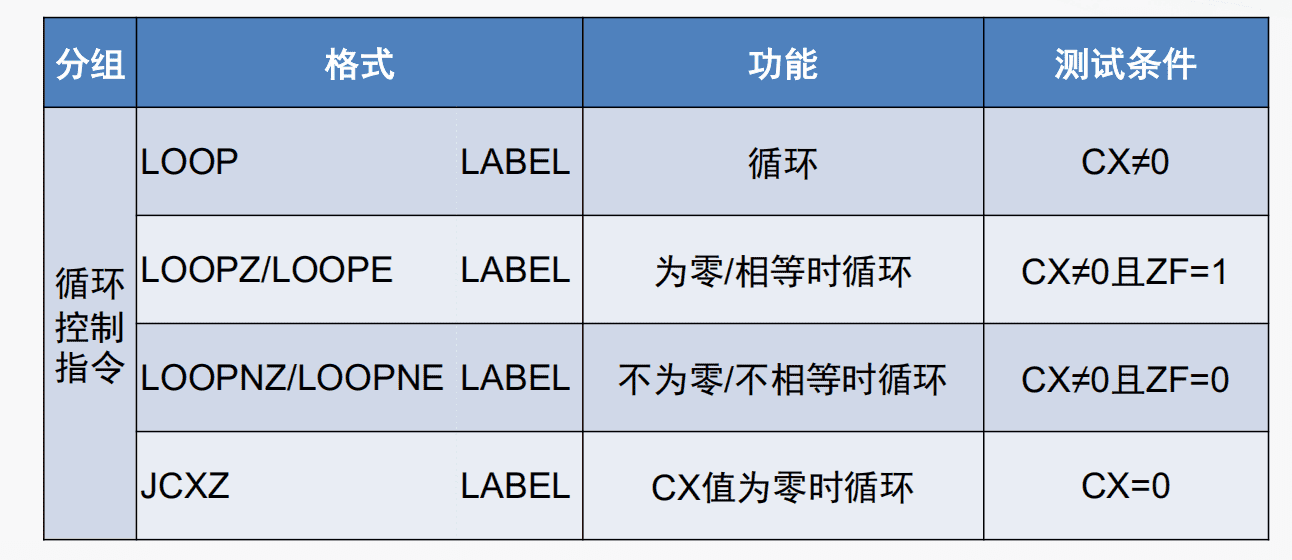 分组 格式 功能 测试条件
LOOP LABEL 循环 CX≠0
LOOPZ/LOOPE LABEL 为零/相等时循环 CX≠0且ZF=1
循环
控制
指令
LOOPNZ/LOOPNE LABEL 不为零/不相等时循环 CX≠0且ZF=0
JCXZ LABEL CX值为零时循环 CX=0